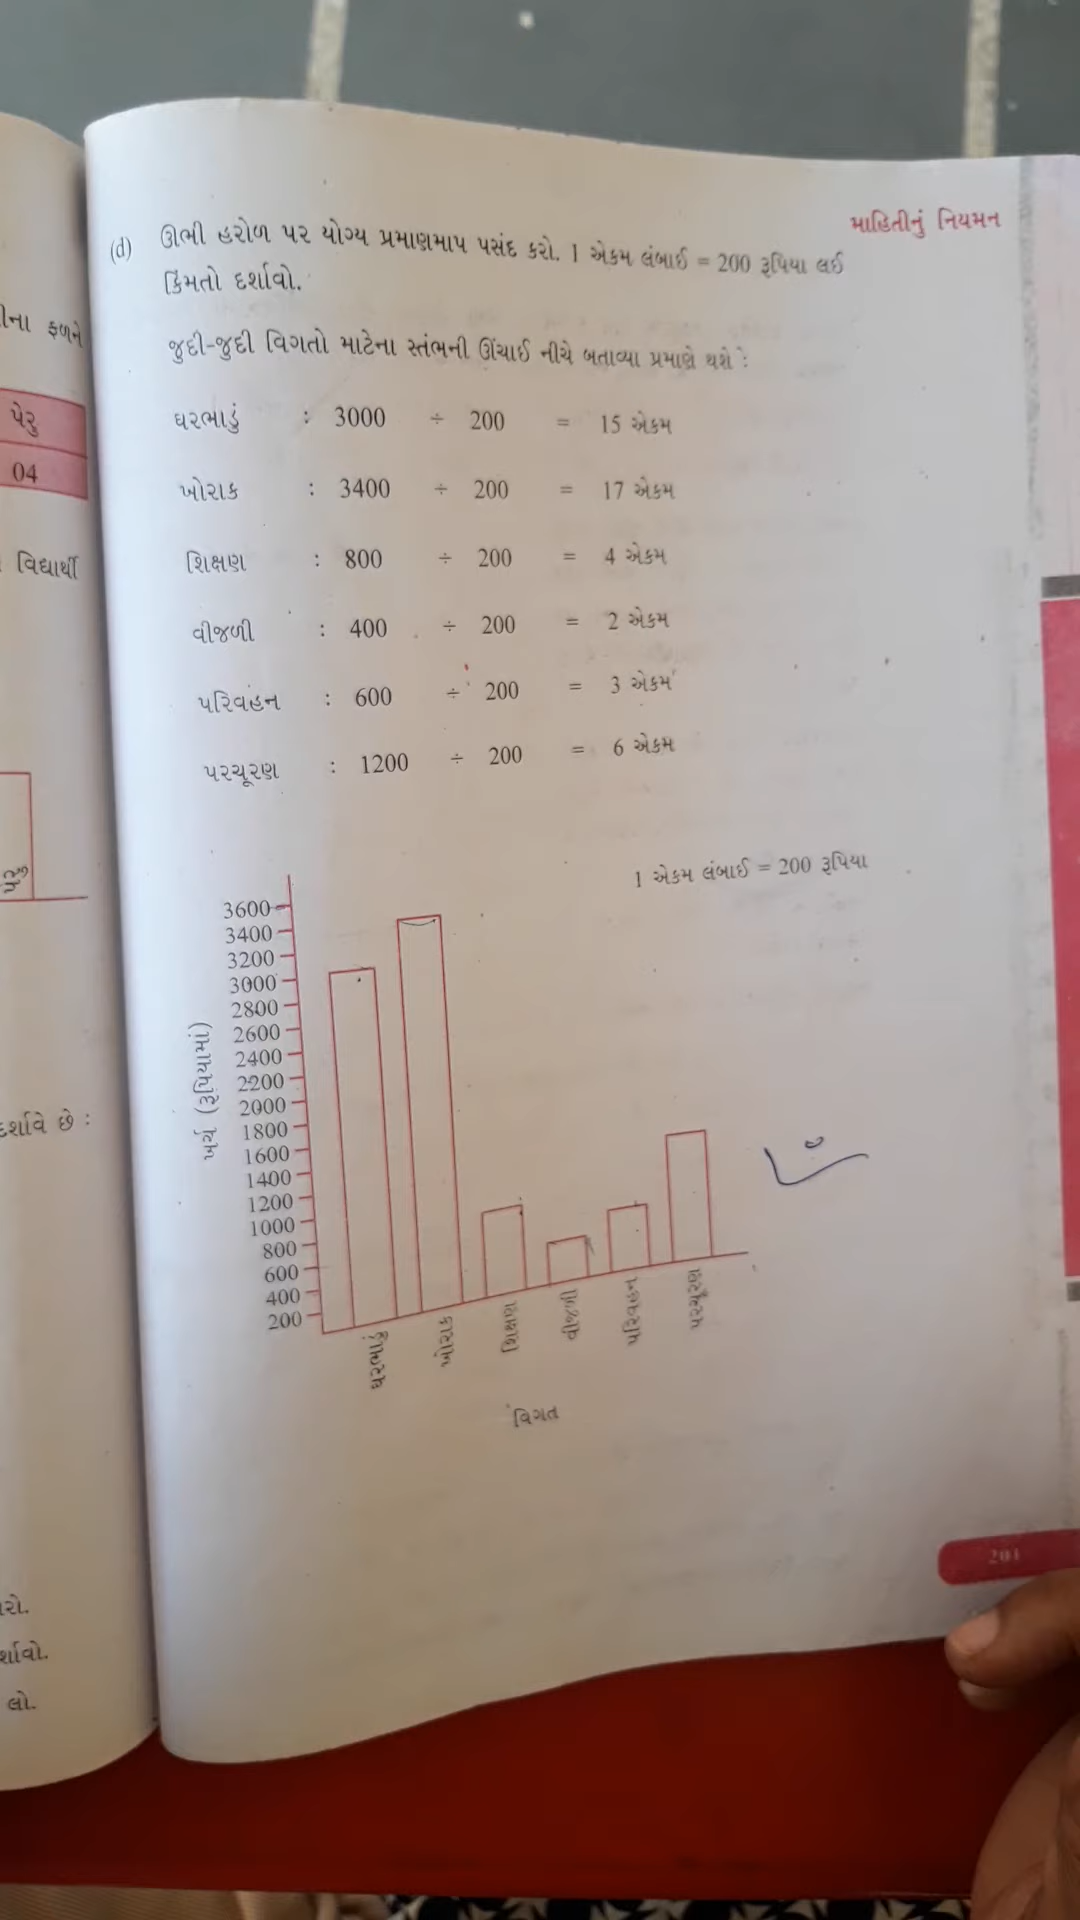 માહિતીનું નિયમન
(d) ઊભી હરોળ પર યોગ્ય પ્રમાણમાપ પસંદ કરો. 1 એકમ લંબાઈ = 200 રૂપિયા લઈ
કિંમતો દર્શાવો.
જુદી-જુદી વિગતો માટેના સ્તંભની ઊંચાઈ નીચે બતાવ્યા પ્રમાણે થશે :
ઘરભાડું : 3000 ÷ 200 = 15 એકમ
ખોરાક : 3400 ÷ 200 = 17 એકમ
શિક્ષણ : 800 ÷ 200 = 4 એકમ
વીજળી : 400 ÷ 200 = 2 એકમ
પરિવહન : 600 ÷ 200 = 3 એકમ
પરચૂરણ : 1200 ÷ 200 = 6 એકમ
1 એકમ લંબાઈ = 200 રૂપિયા
3600
3400
3200
3000
2800
2600
2400
2200
2000
1800
1600
1400
1200
1000
800
600
400
200
ખર્ચ (રૂપિયામાં)
ઘરભાડું
ખોરાક
શિક્ષણ
વીજળી
પરિવહન
વિગત
201
ફળને
પેરુ
04
વિદ્યાર્થી
પેરુ
દર્શાવે છે :
લો.